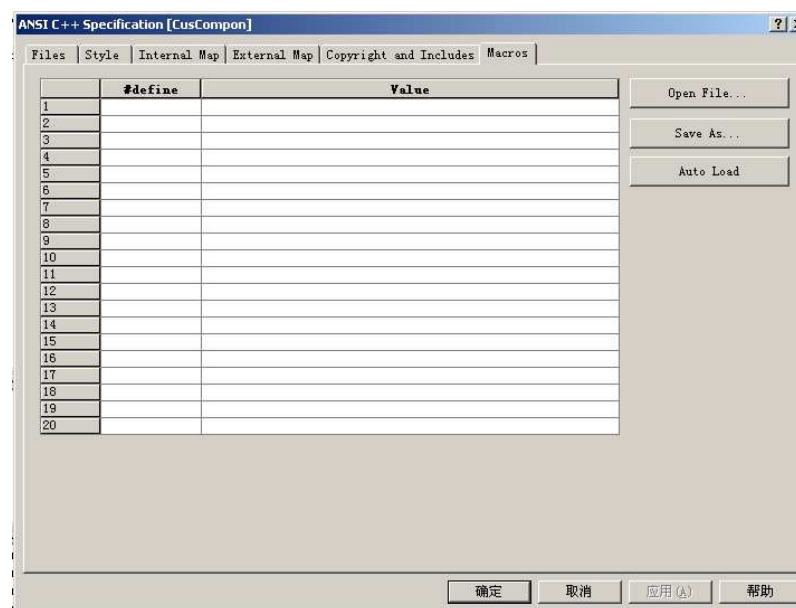 ANSI C++ Specification [CusCompon]
Files Style Internal Map External Map Copyright and Includes Macros
#define Value
Open File...
Save As...
Auto Load
1
2
3
4
5
6
7
8
9
10
11
12
13
14
15
16
17
18
19
20
确定 取消 应用(A) 帮助